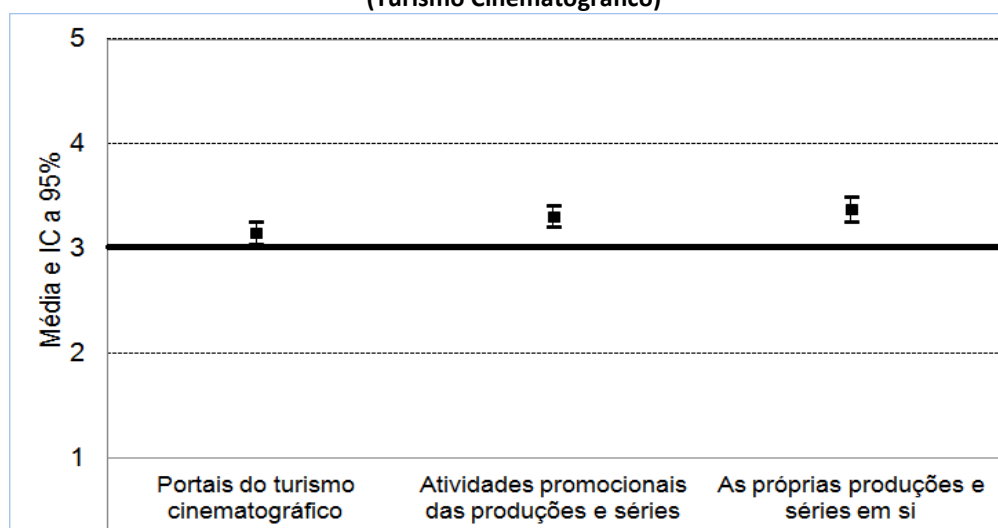 (Turismo Cinematográfico)
5
4
3
2
1
Média e IC a 95%
Portais do turismo
cinematográfico
Atividades promocionais
das produções e séries
As próprias produções e
séries em si